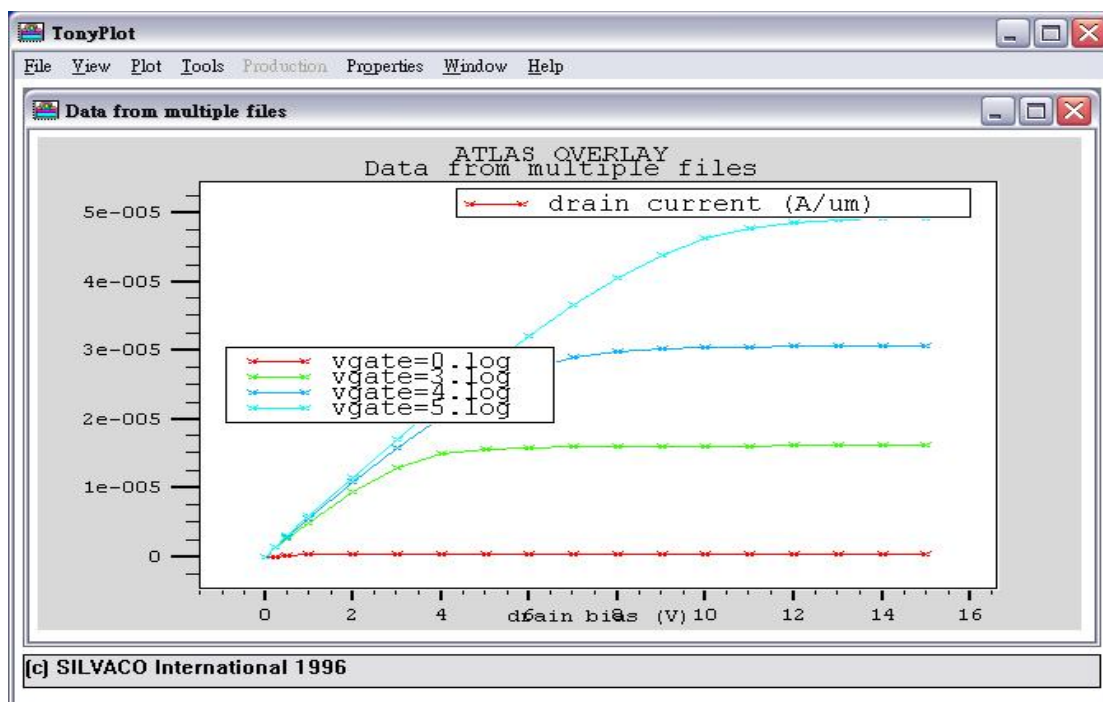 TonyPlot
File View Plot Tools Production Properties Window Help
Data from multiple files
ATLAS OVERLAY
Data from multiple files
drain current (A/um)
5e-005
4e-005
3e-005
2e-005
1e-005
0
vgate=0.log
vgate=3.log
vgate=4.log
vgate=5.log
0 2 4 6 8 10 12 14 16
drain bias (V)
(c) SILVACO International 1996